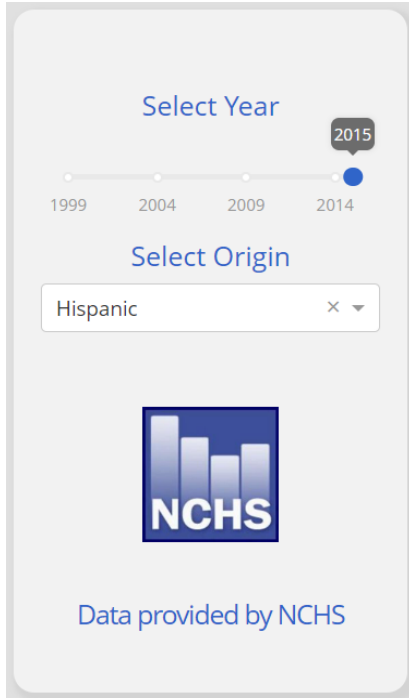 Select Year
2015
1999 2004 2009 2014
Select Origin
Hispanic
NCHS
Data provided by NCHS